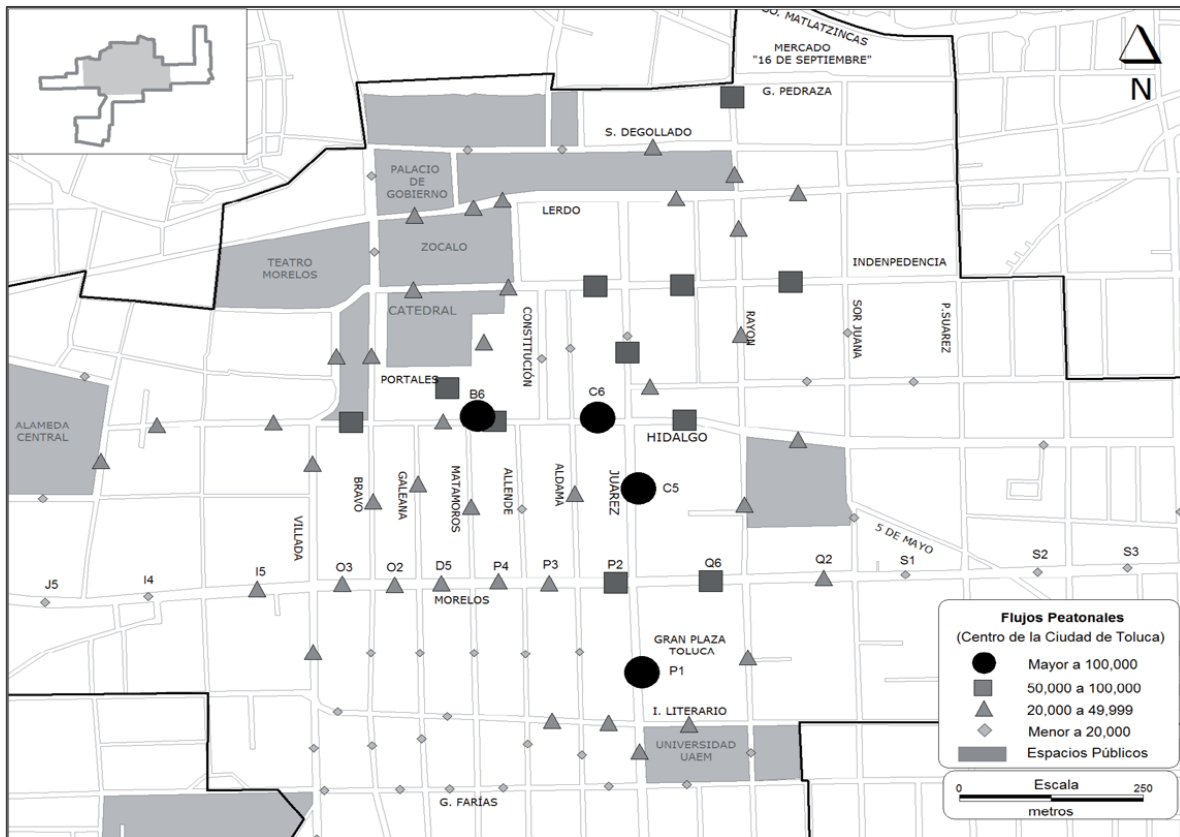 GO. MATLATZINCAS
MERCADO
"16 DE SEPTIEMBRE"
N
G. PEDRAZA
S. DEGOLLADO
PALACIO
DE
GOBIERNO
LERDO
ZOCALO
TEATRO
MORELOS
INDENPEDENCIA
CATEDRAL
CONSTITUCIÓN
RAYON
SOR JUANA
P.SUAREZ
PORTALES
B6
C6
ALAMEDA
CENTRAL
HIDALGO
BRAVO
GALEANA
MATAMOROS
ALLENDE
ALDAMA
JUAREZ
C5
VILLADA
5 DE MAYO
J5
I4
I5
O3
O2
D5
P4
P3
P2
Q6
Q2
S1
S2
S3
MORELOS
GRAN PLAZA
TOLUCA
P1
I. LITERARIO
UNIVERSIDAD
UAEM
G. FARÍAS
Flujos Peatonales
(Centro de la Ciudad de Toluca)
Mayor a 100,000
50,000 a 100,000
20,000 a 49,999
Menor a 20,000
Espacios Públicos
Escala
0 250
metros